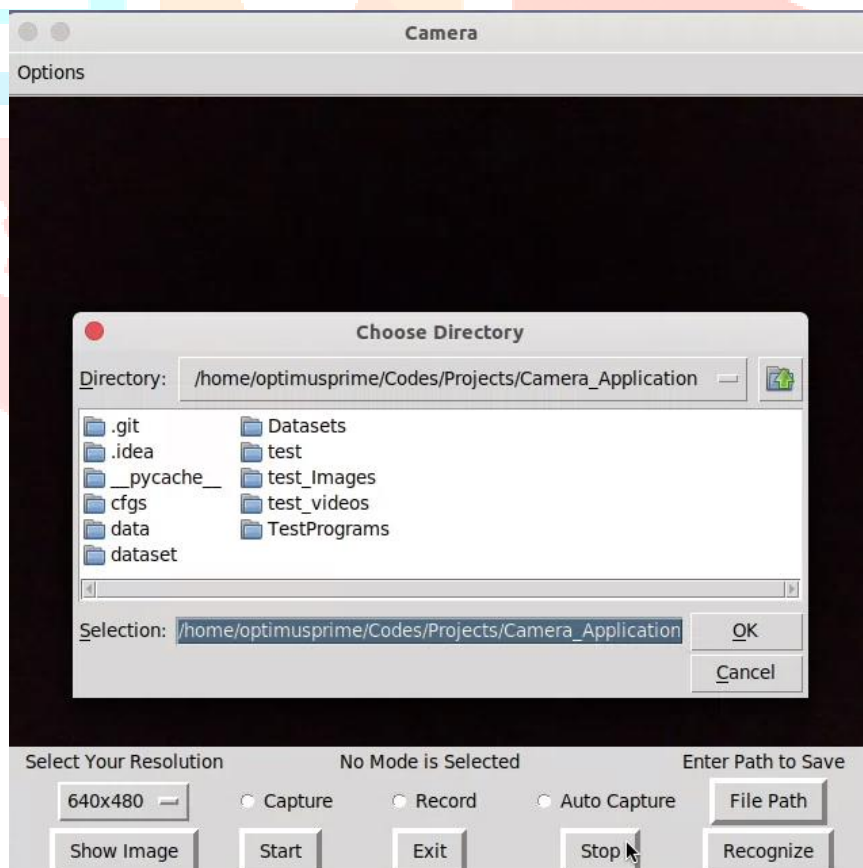 Camera
Options
Choose Directory
Directory: /home/optimusprime/Codes/Projects/Camera_Application
.git Datasets
.idea test
__pycache__ test_Images
cfgs test_videos
data TestPrograms
dataset
Selection: /home/optimusprime/Codes/Projects/Camera_Application OK
Cancel
Select Your Resolution No Mode is Selected Enter Path to Save
640x480 Capture Record Auto Capture File Path
Show Image Start Exit Stop Recognize